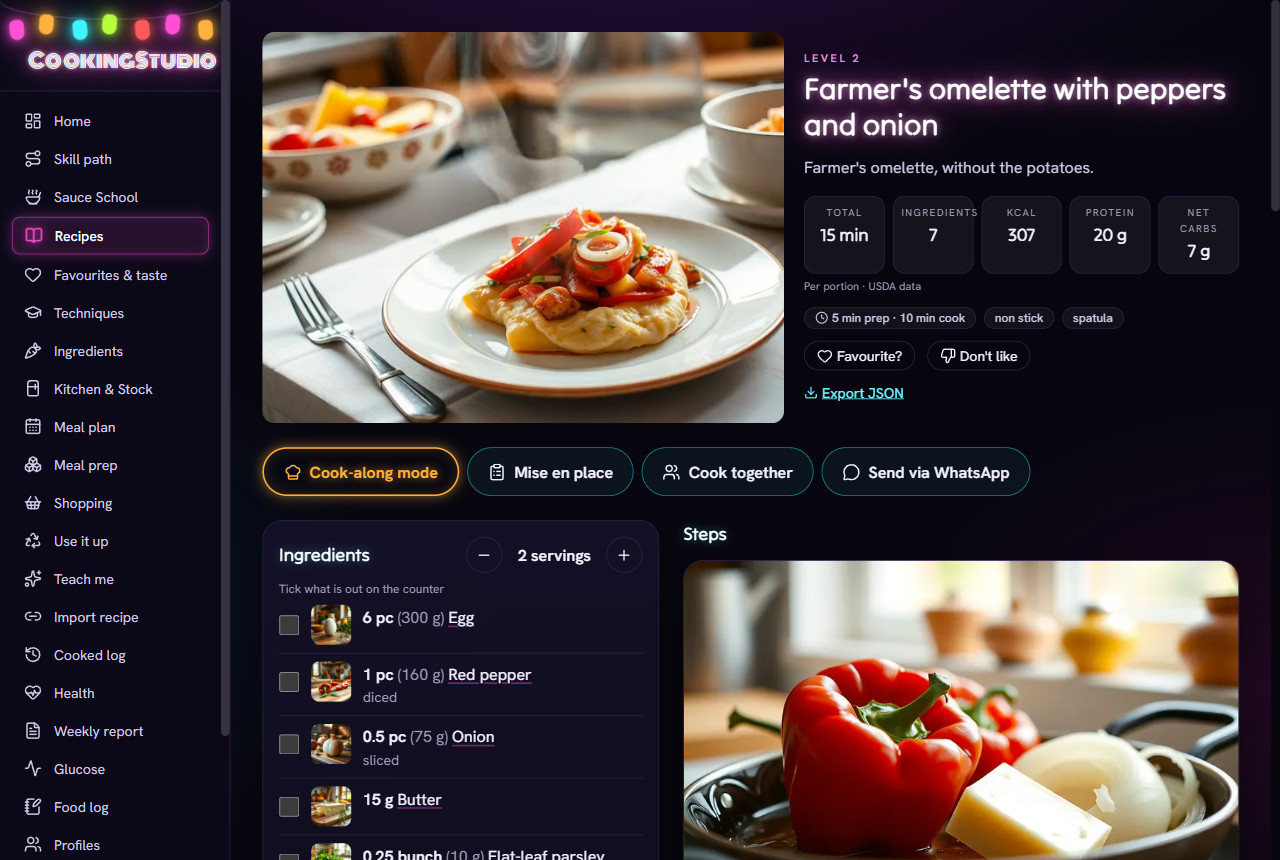 COOKINGSTUDIO
Home
Skill path
Sauce School
Recipes
Favourites & taste
Techniques
Ingredients
Kitchen & Stock
Meal plan
Meal prep
Shopping
Use it up
Teach me
Import recipe
Cooked log
Health
Weekly report
Glucose
Food log
Profiles
LEVEL 2
Farmer's omelette with peppers
and onion
Farmer's omelette, without the potatoes.
TOTAL
15 min
INGREDIENTS
7
KCAL
307
PROTEIN
20 g
NET
CARBS
7 g
Per portion · USDA data
5 min prep · 10 min cook
non stick
spatula
Favourite?
Don't like
Export JSON
Cook-along mode
Mise en place
Cook together
Send via WhatsApp
Ingredients
2 servings
Tick what is out on the counter
6 pc (300 g) Egg
1 pc (160 g) Red pepper
diced
0.5 pc (75 g) Onion
sliced
15 g Butter
0.25 bunch (10 g) Flat-leaf parsley
Steps